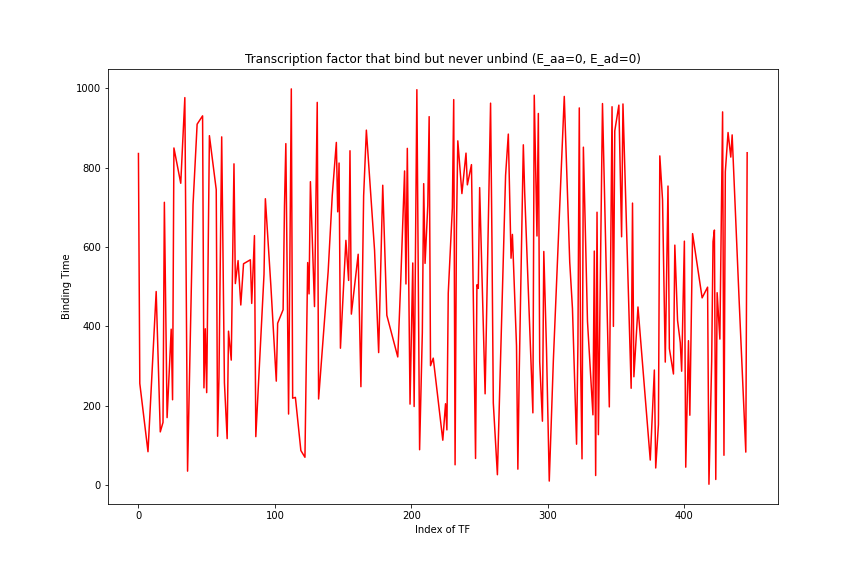 Transcription factor that bind but never unbind (E_aa=0, E_ad=0)
1000
800
600
400
200
0
Binding Time
0 100 200 300 400
Index of TF